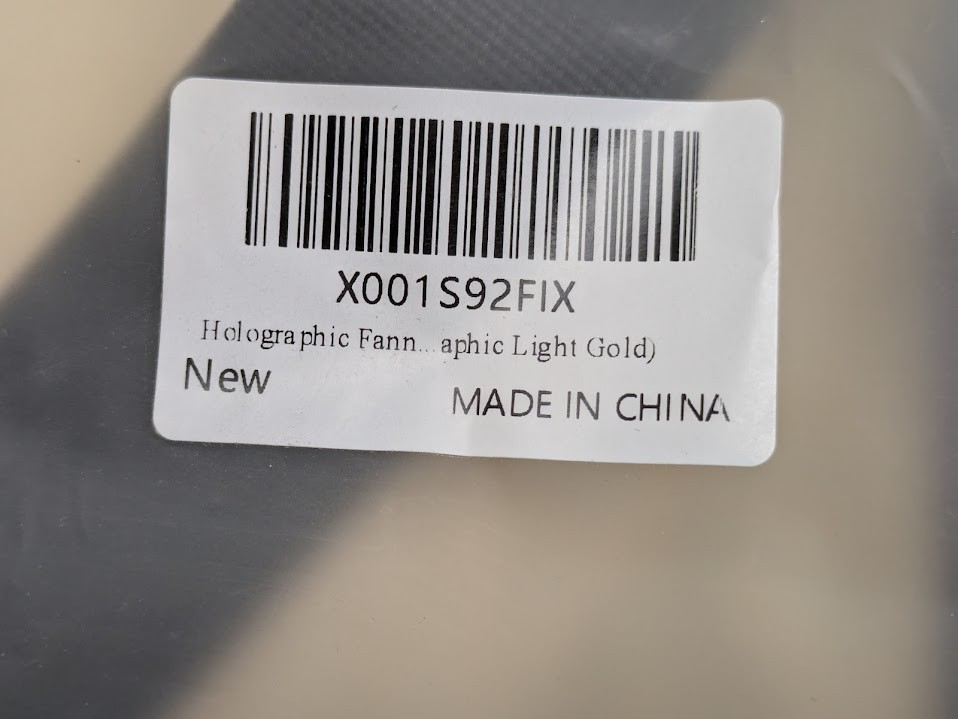 X001S92FIX
Holographic Fann...aphic Light Gold)
New
MADE IN CHINA